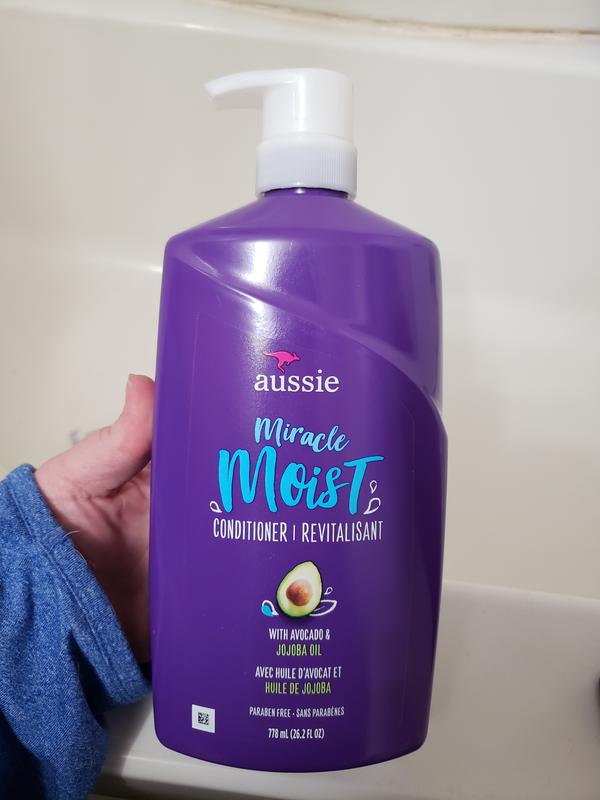 aussie
Miracle
Moist
CONDITIONER | REVITALISANT
WITH AVOCADO &
JOJOBA OIL
AVEC HUILE D'AVOCAT ET
HUILE DE JOJOBA
PARABEN FREE • SANS PARABÈNES
778 mL (26.2 FL OZ)